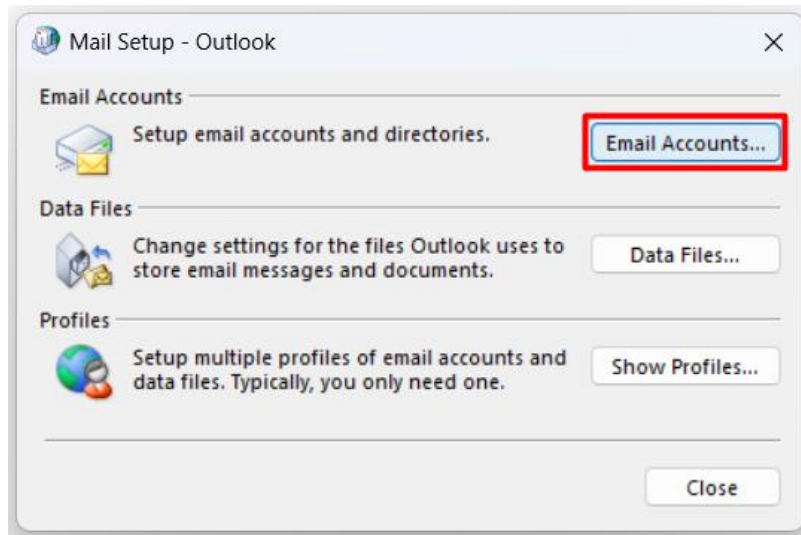 Mail Setup - Outlook
Email Accounts
Setup email accounts and directories.
Email Accounts...
Data Files
Change settings for the files Outlook uses to
store email messages and documents.
Data Files...
Profiles
Setup multiple profiles of email accounts and
data files. Typically, you only need one.
Show Profiles...
Close